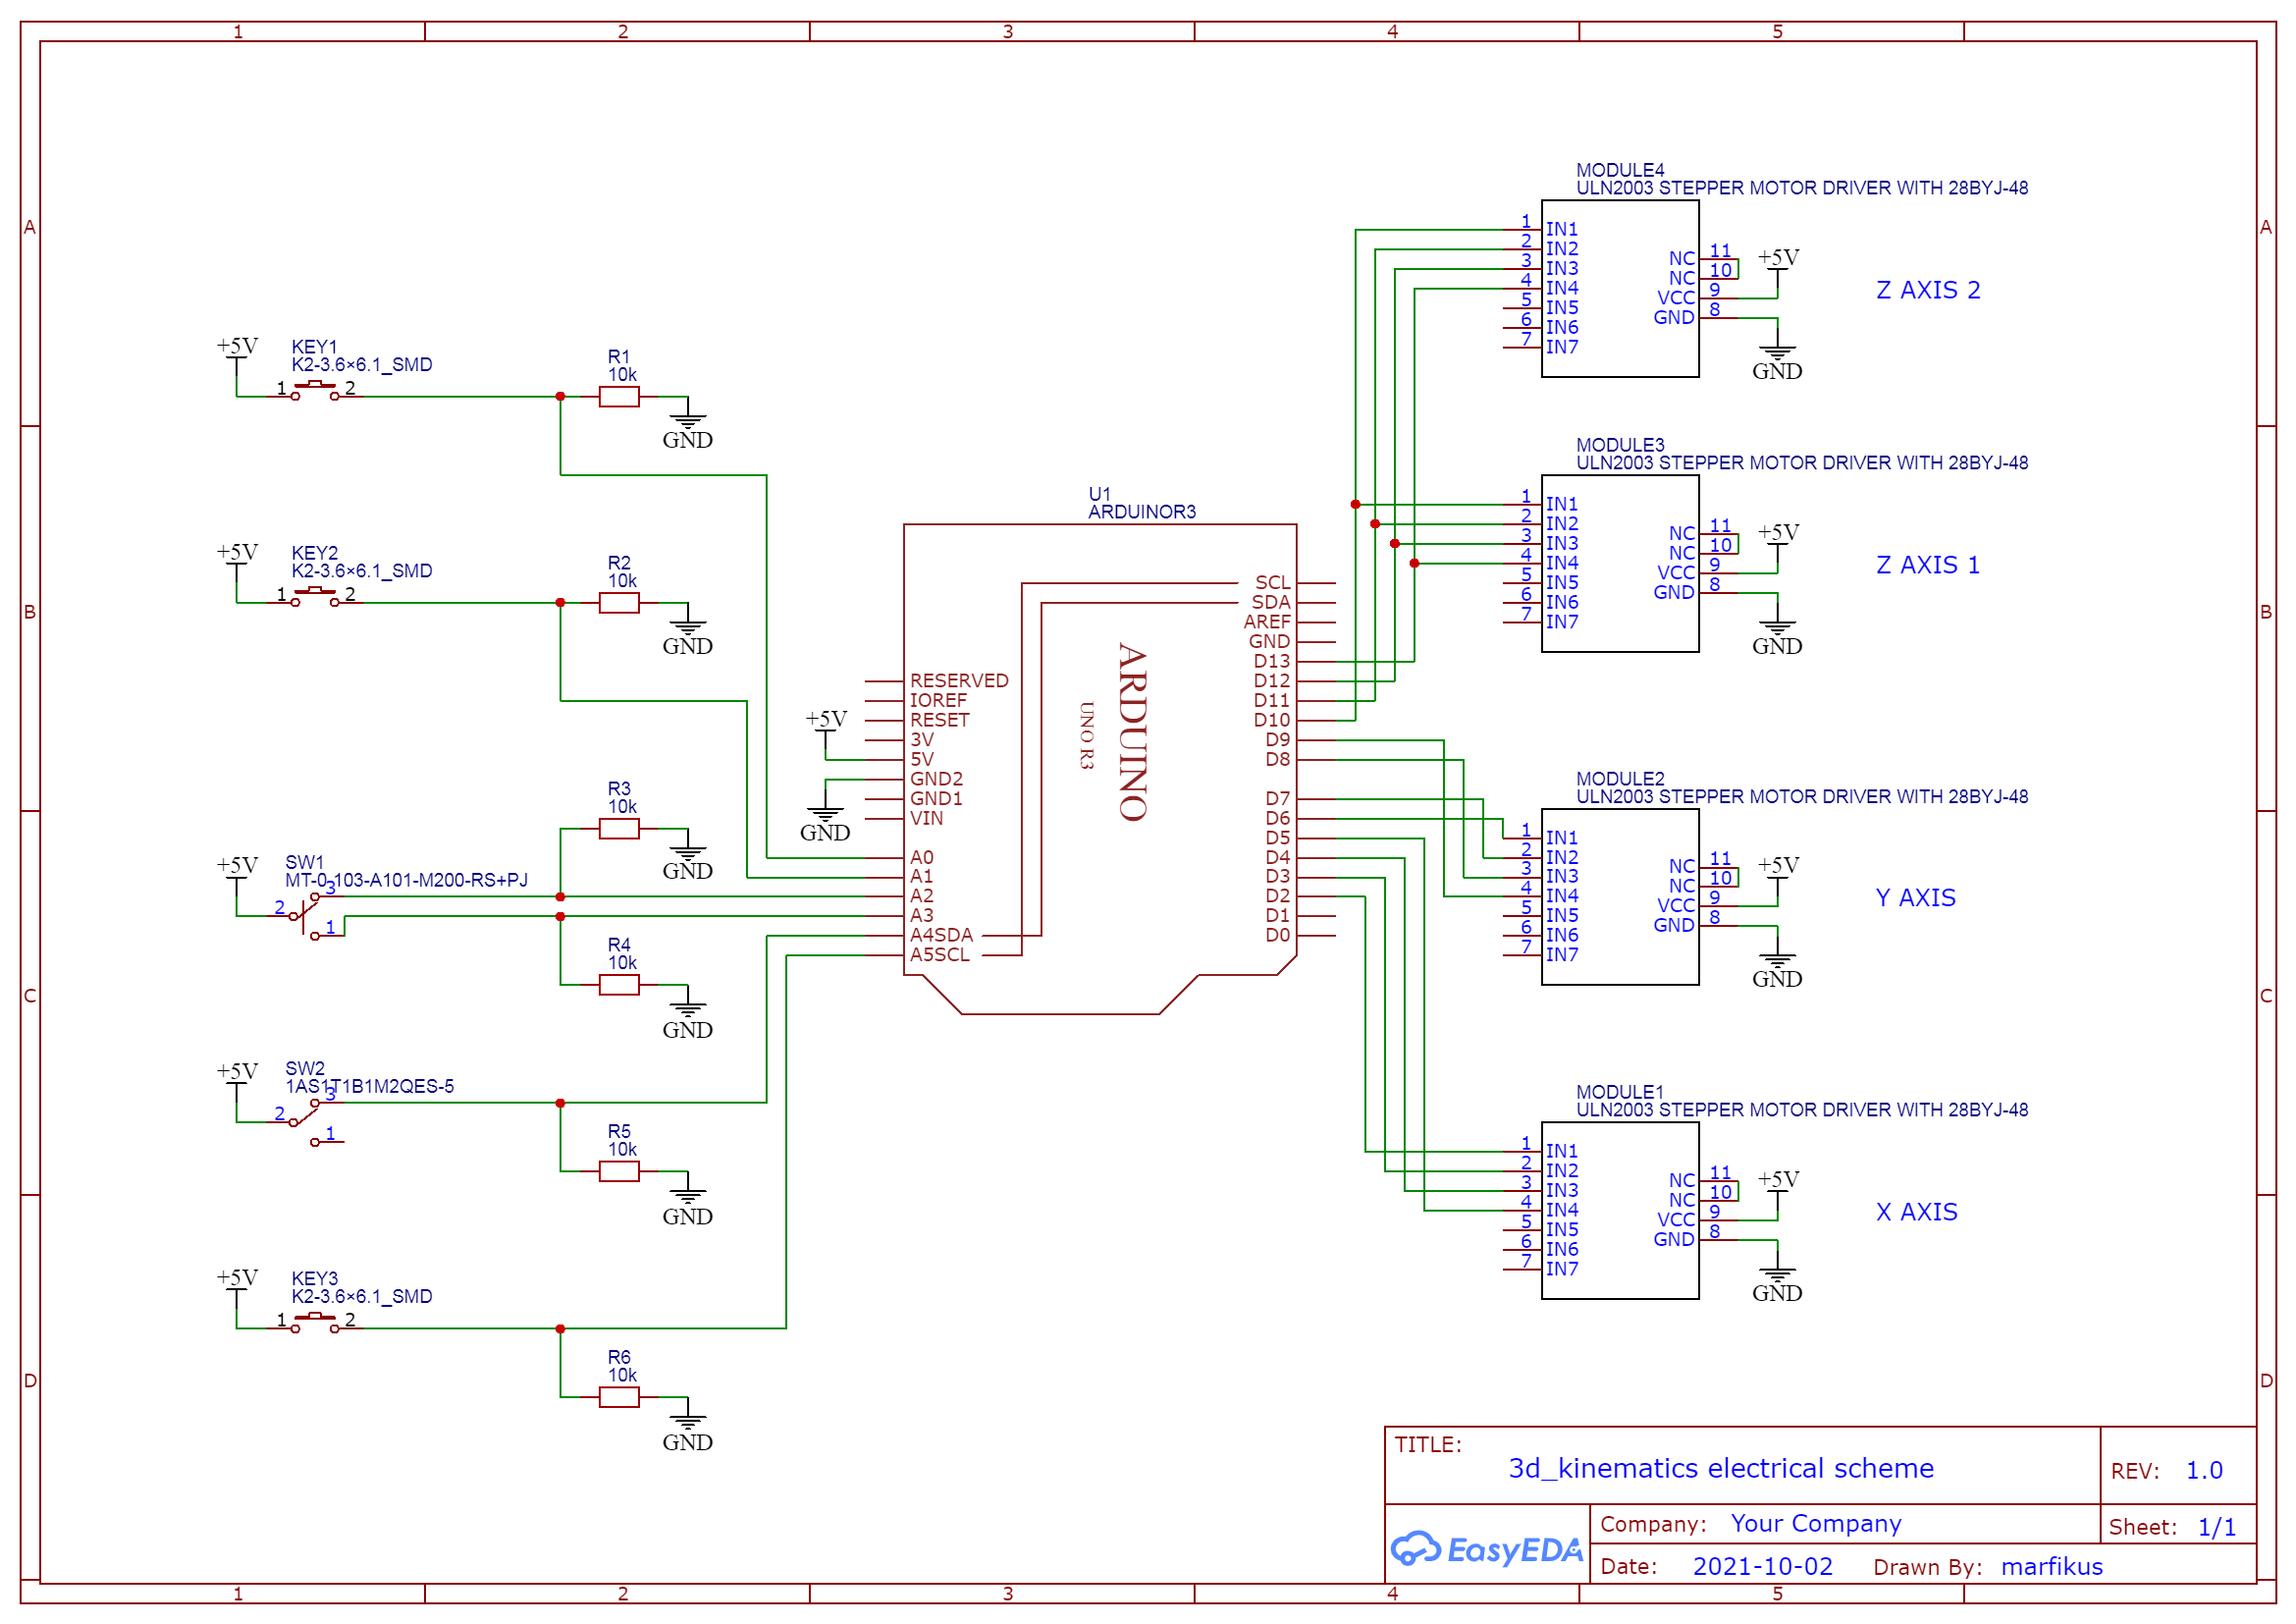 1 2 3 4 5
A
B
C
D
A
B
C
D
+5V
KEY1
K2-3.6×6.1_SMD
1 2
R1
10k
GND
+5V
KEY2
K2-3.6×6.1_SMD
1 2
R2
10k
GND
R3
10k
GND
+5V
SW1
MT-0-103-A101-M200-RS+PJ
3
2
1
R4
10k
GND
+5V
SW2
1AS1T1B1M2QES-5
3
2
1
R5
10k
GND
+5V
KEY3
K2-3.6×6.1_SMD
1 2
R6
10k
GND
U1
ARDUINOR3
ARDUINO
UNO R3
RESERVED
IOREF
RESET
3V
5V
GND2
GND1
VIN
A0
A1
A2
A3
A4SDA
A5SCL
+5V
GND
SCL
SDA
AREF
GND
D13
D12
D11
D10
D9
D8
D7
D6
D5
D4
D3
D2
D1
D0
MODULE4
ULN2003 STEPPER MOTOR DRIVER WITH 28BYJ-48
1 IN1
2 IN2
3 IN3
4 IN4
5 IN5
6 IN6
7 IN7
NC 11
NC 10
VCC 9
GND 8
+5V
GND
Z AXIS 2
MODULE3
ULN2003 STEPPER MOTOR DRIVER WITH 28BYJ-48
1 IN1
2 IN2
3 IN3
4 IN4
5 IN5
6 IN6
7 IN7
NC 11
NC 10
VCC 9
GND 8
+5V
GND
Z AXIS 1
MODULE2
ULN2003 STEPPER MOTOR DRIVER WITH 28BYJ-48
1 IN1
2 IN2
3 IN3
4 IN4
5 IN5
6 IN6
7 IN7
NC 11
NC 10
VCC 9
GND 8
+5V
GND
Y AXIS
MODULE1
ULN2003 STEPPER MOTOR DRIVER WITH 28BYJ-48
1 IN1
2 IN2
3 IN3
4 IN4
5 IN5
6 IN6
7 IN7
NC 11
NC 10
VCC 9
GND 8
+5V
GND
X AXIS
TITLE:
3d_kinematics electrical scheme
REV: 1.0
EasyEDA
Company: Your Company
Sheet: 1/1
Date: 2021-10-02 Drawn By: marfikus
1 2 3 4 5